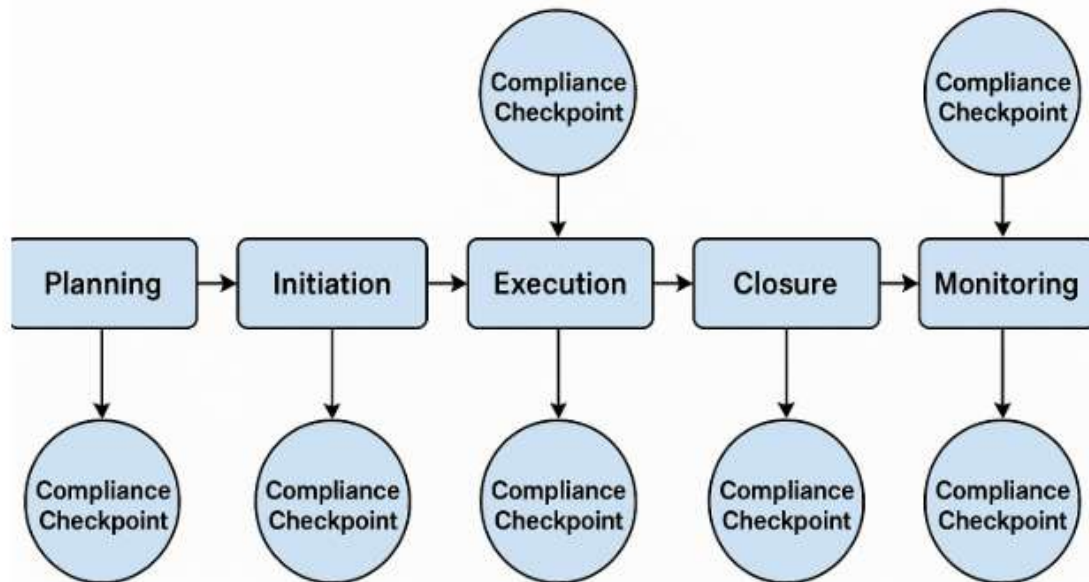 Compliance
Checkpoint
Compliance
Checkpoint
Planning
Initiation
Execution
Closure
Monitoring
Compliance
Checkpoint
Compliance
Checkpoint
Compliance
Checkpoint
Compliance
Checkpoint
Compliance
Checkpoint